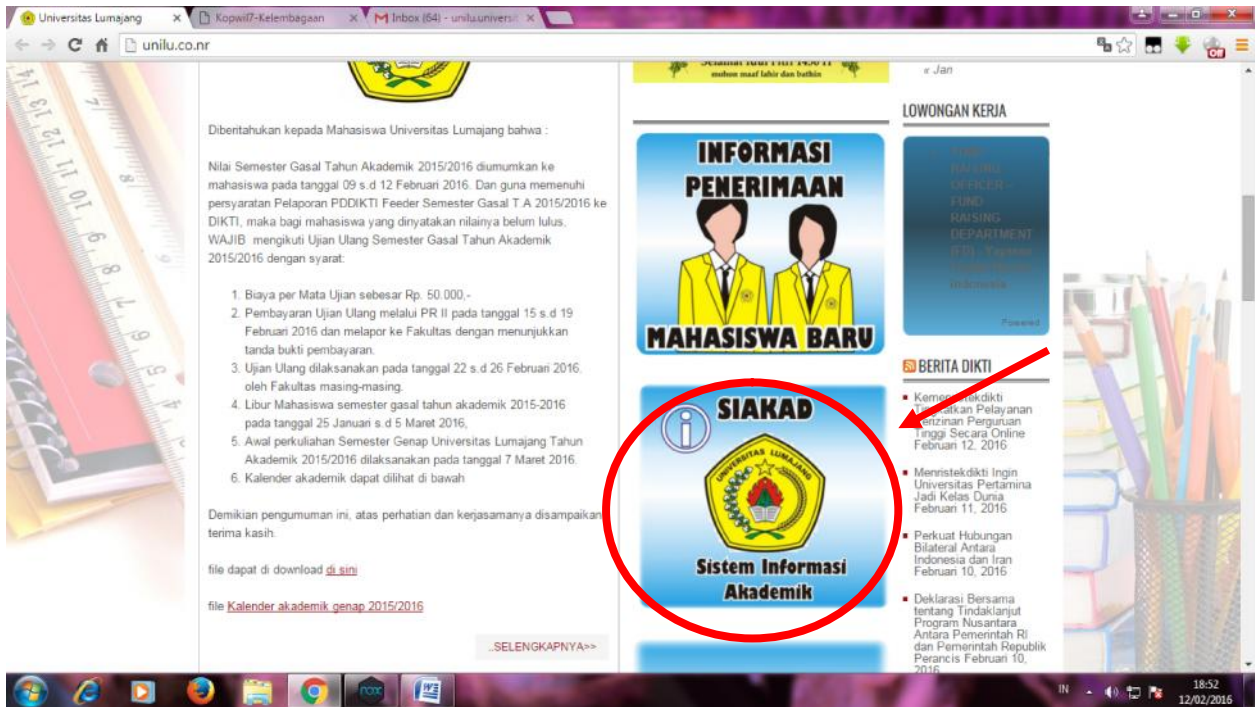 Universitas Lumajang
Kopwil7-Kelembagaan
Inbox (64) - unilu.universit
unilu.co.nr
Off
mohon maaf lahir dan bathin
« Jan
Diberitahukan kepada Mahasiswa Universitas Lumajang bahwa :
Nilai Semester Gasal Tahun Akademik 2015/2016 diumumkan ke
mahasiswa pada tanggal 09 s.d 12 Februari 2016. Dan guna memenuhi
persyaratan Pelaporan PDDIKTI Feeder Semester Gasal T.A 2015/2016 ke
DIKTI, maka bagi mahasiswa yang dinyatakan nilainya belum lulus,
WAJIB mengikuti Ujian Ulang Semester Gasal Tahun Akademik
2015/2016 dengan syarat:
1. Biaya per Mata Ujian sebesar Rp. 50.000,-
2. Pembayaran Ujian Ulang melalui PR II pada tanggal 15 s.d 19
Februari 2016 dan melapor ke Fakultas dengan menunjukkan
tanda bukti pembayaran.
3. Ujian Ulang dilaksanakan pada tanggal 22 s.d 26 Februari 2016.
oleh Fakultas masing-masing.
4. Libur Mahasiswa semester gasal tahun akademik 2015-2016
pada tanggal 25 Januari s.d 5 Maret 2016,
5. Awal perkuliahan Semester Genap Universitas Lumajang Tahun
Akademik 2015/2016 dilaksanakan pada tanggal 7 Maret 2016.
6. Kalender akademik dapat dilihat di bawah
Demikian pengumuman ini, atas perhatian dan kerjasamanya disampaikan
terima kasih.
file dapat di download di sini
file Kalender akademik genap 2015/2016
..SELENGKAPNYA>>
INFORMASI
PENERIMAAN
MAHASISWA BARU
SIAKAD
UNIVERSITAS LUMAJANG
Sistem Informasi
Akademik
LOWONGAN KERJA
FUND
RAISING
OFFICER -
FUND
RAISING
DEPARTMENT
Powered
BERITA DIKTI
Kemenristekdikti
Tingkatkan Pelayanan
Perizinan Perguruan
Tinggi Secara Online
Februari 12, 2016
Menristekdikti Ingin
Universitas Pertamina
Jadi Kelas Dunia
Februari 11, 2016
Perkuat Hubungan
Bilateral Antara
Indonesia dan Iran
Februari 10, 2016
Deklarasi Bersama
tentang Tindaklanjut
Program Nusantara
Antara Pemerintah RI
dan Pemerintah Republik
Perancis Februari 10,
2016
nox
IN
18:52
12/02/2016